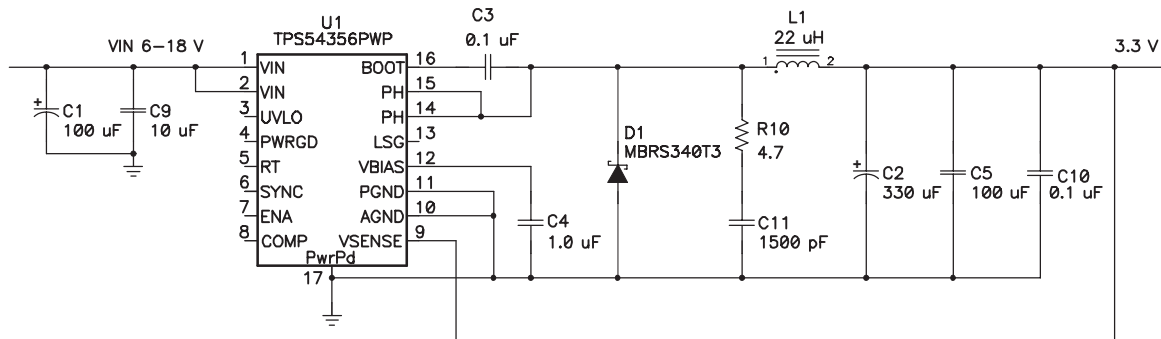 VIN 6-18 V
U1
TPS54356PWP
1 VIN
2 VIN
3 UVLO
4 PWRGD
5 RT
6 SYNC
7 ENA
8 COMP
BOOT 16
PH 15
PH 14
LSG 13
VBIAS 12
PGND 11
AGND 10
VSENSE 9
PwrPd
17
+
C1
100 uF
C9
10 uF
C3
0.1 uF
C4
1.0 uF
D1
MBRS340T3
R10
4.7
C11
1500 pF
L1
22 uH
1
2
3.3 V
+
C2
330 uF
C5
100 uF
C10
0.1 uF